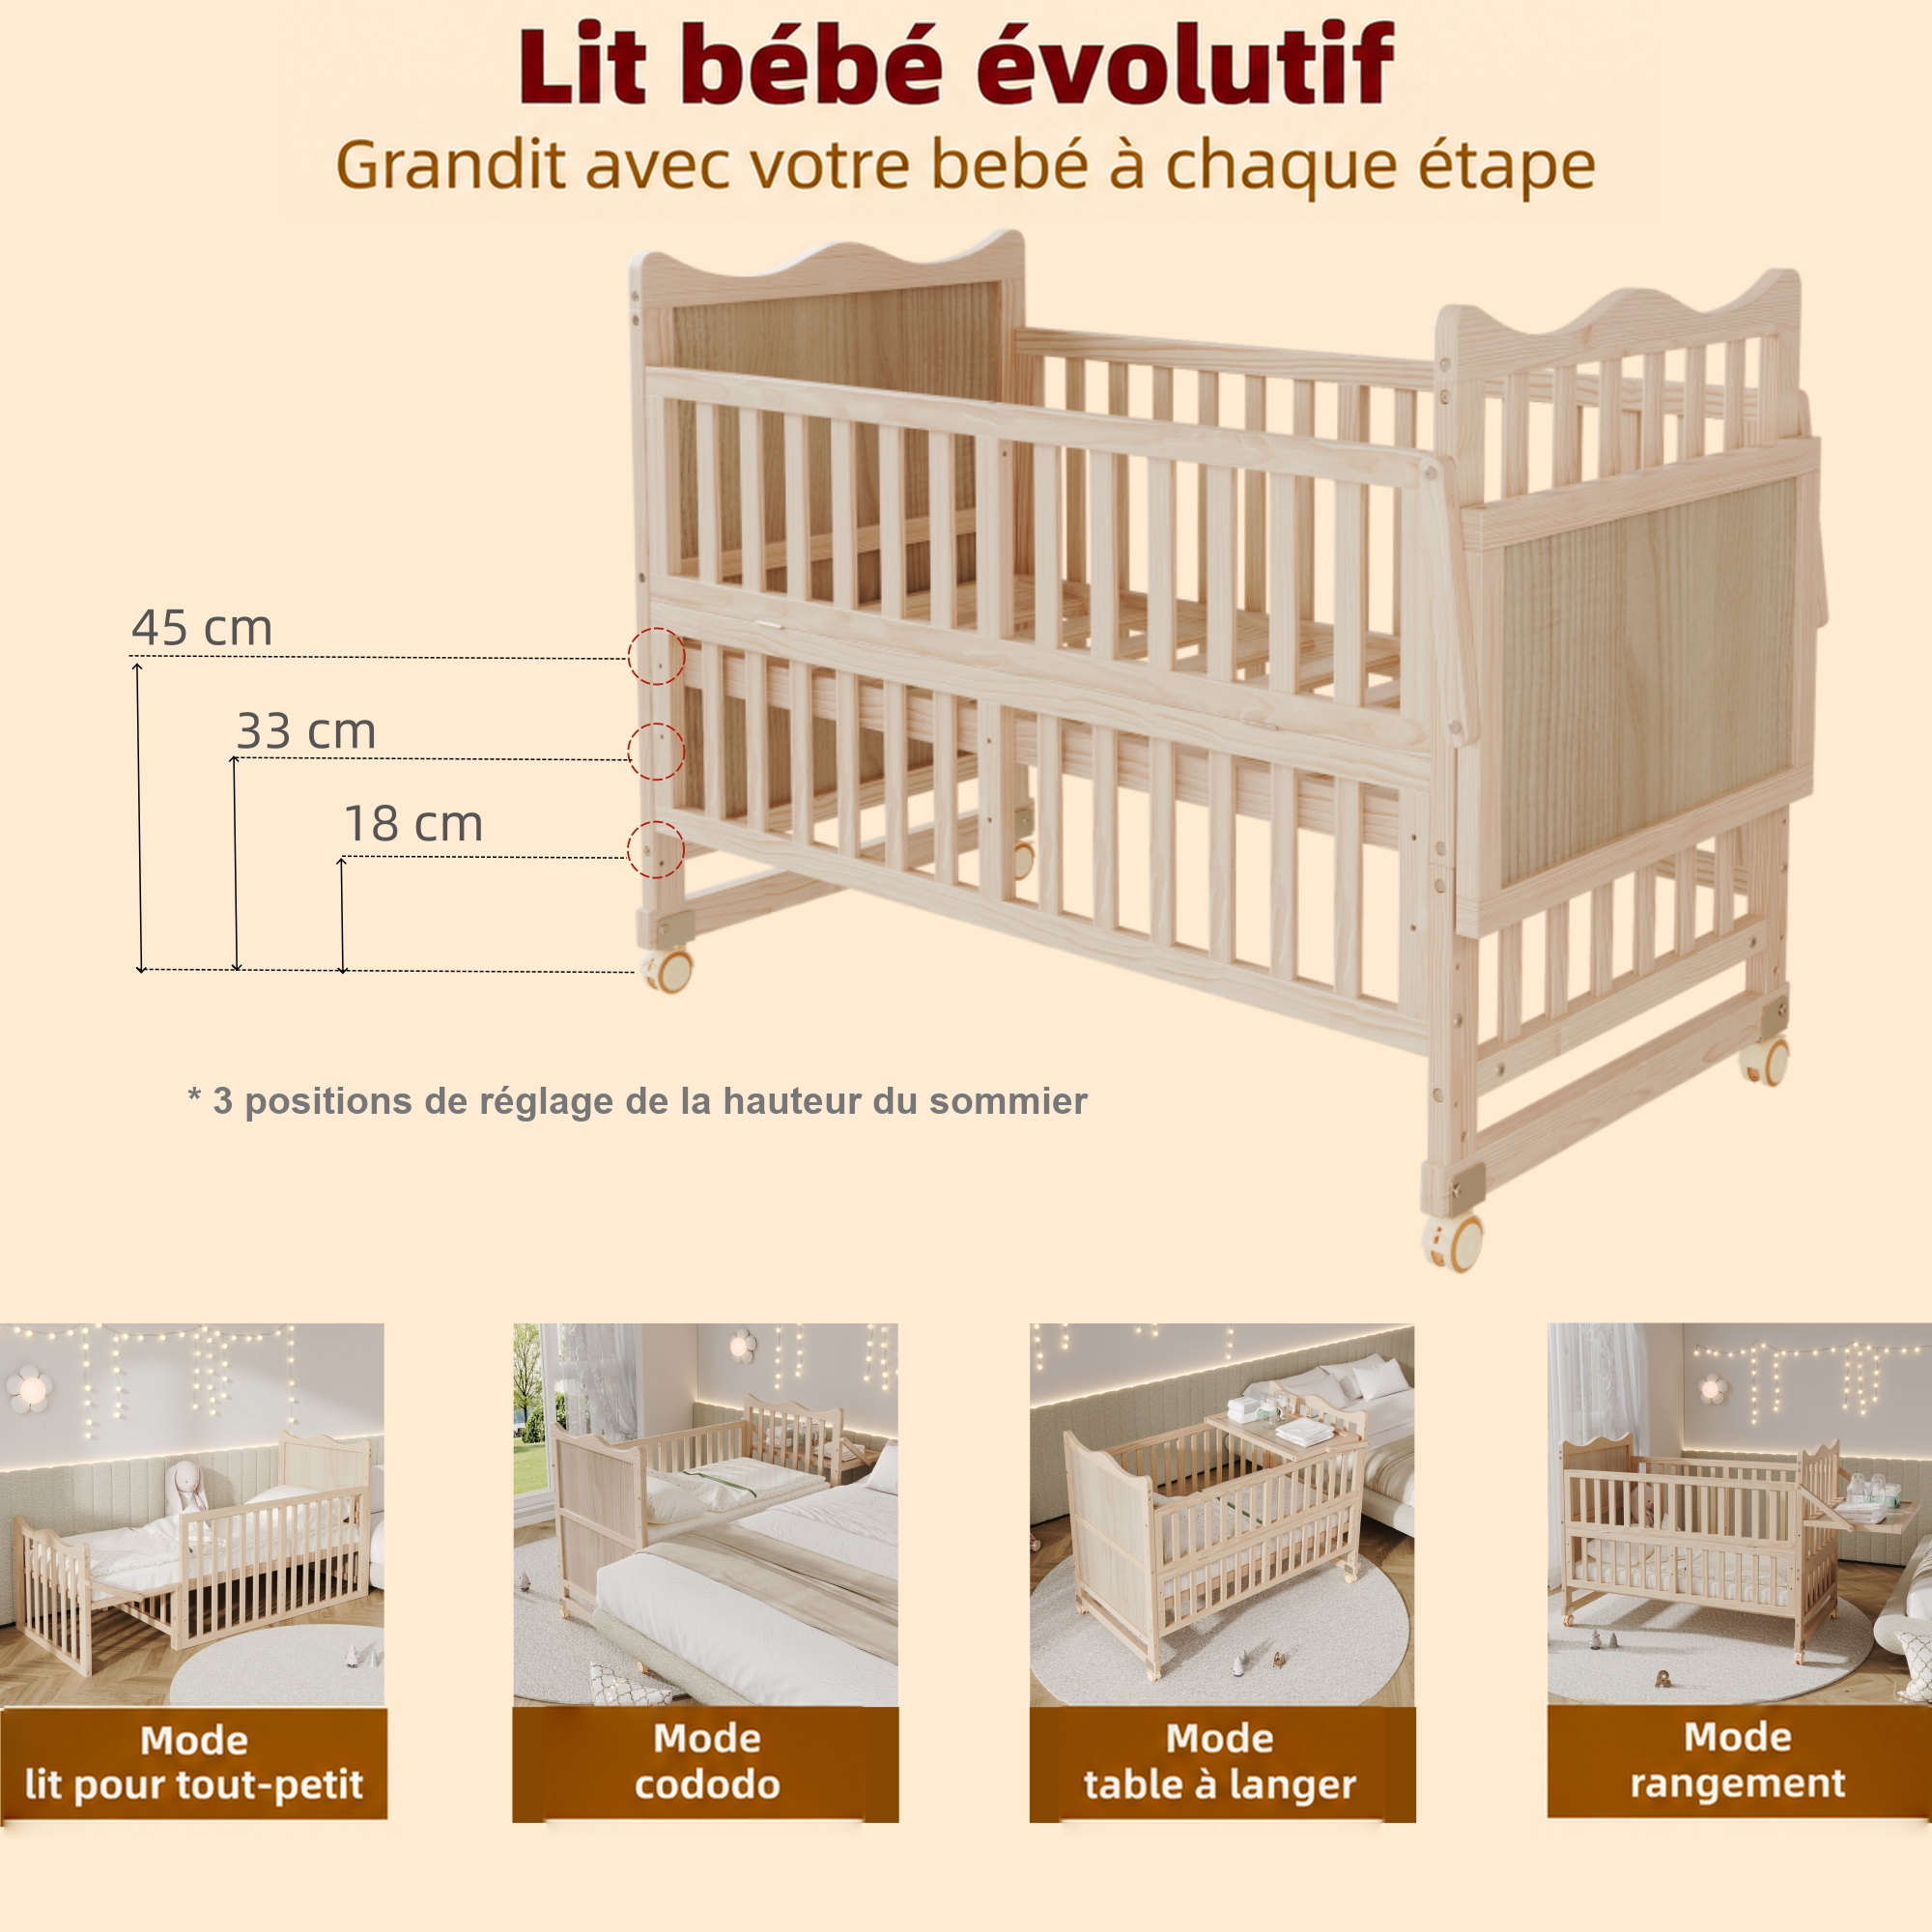 Lit bébé évolutif
Grandit avec votre bebé à chaque étape
45 cm
33 cm
18 cm
* 3 positions de réglage de la hauteur du sommier
Mode
lit pour tout-petit
Mode
cododo
Mode
table à langer
Mode
rangement